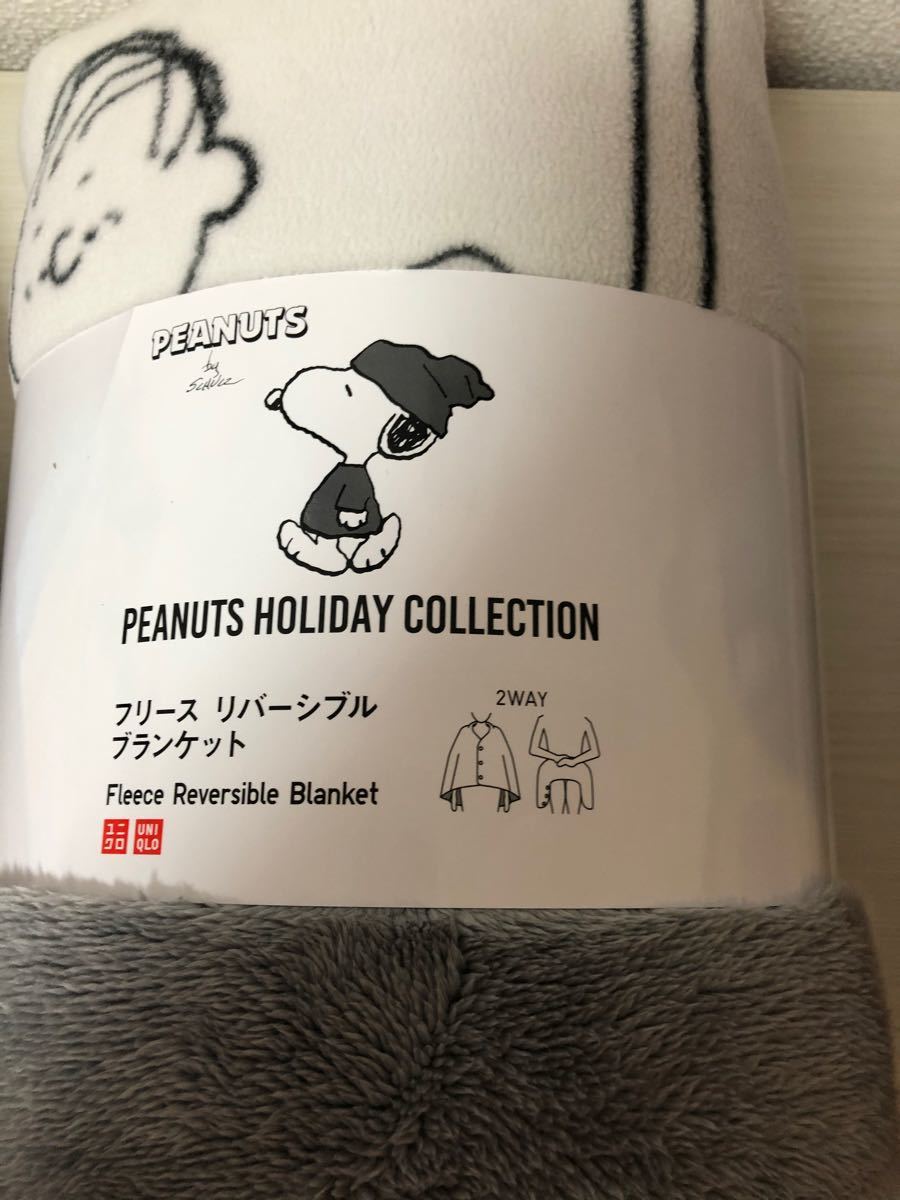 PEANUTS
by
SCHULZ
PEANUTS HOLIDAY COLLECTION
フリース リバーシブル
ブランケット
2WAY
Fleece Reversible Blanket
ユニ
クロ
UNI
QLO